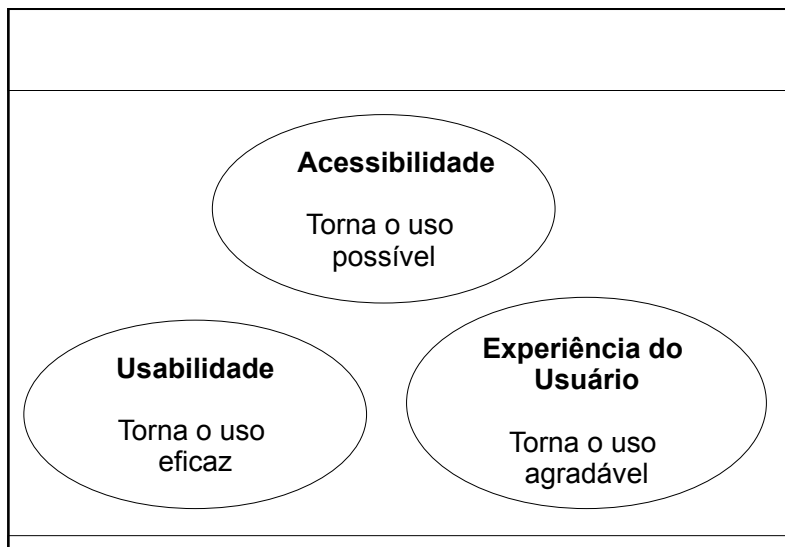 Acessibilidade
Torna o uso
possível
Usabilidade
Torna o uso
eficaz
Experiência do
Usuário
Torna o uso
agradável